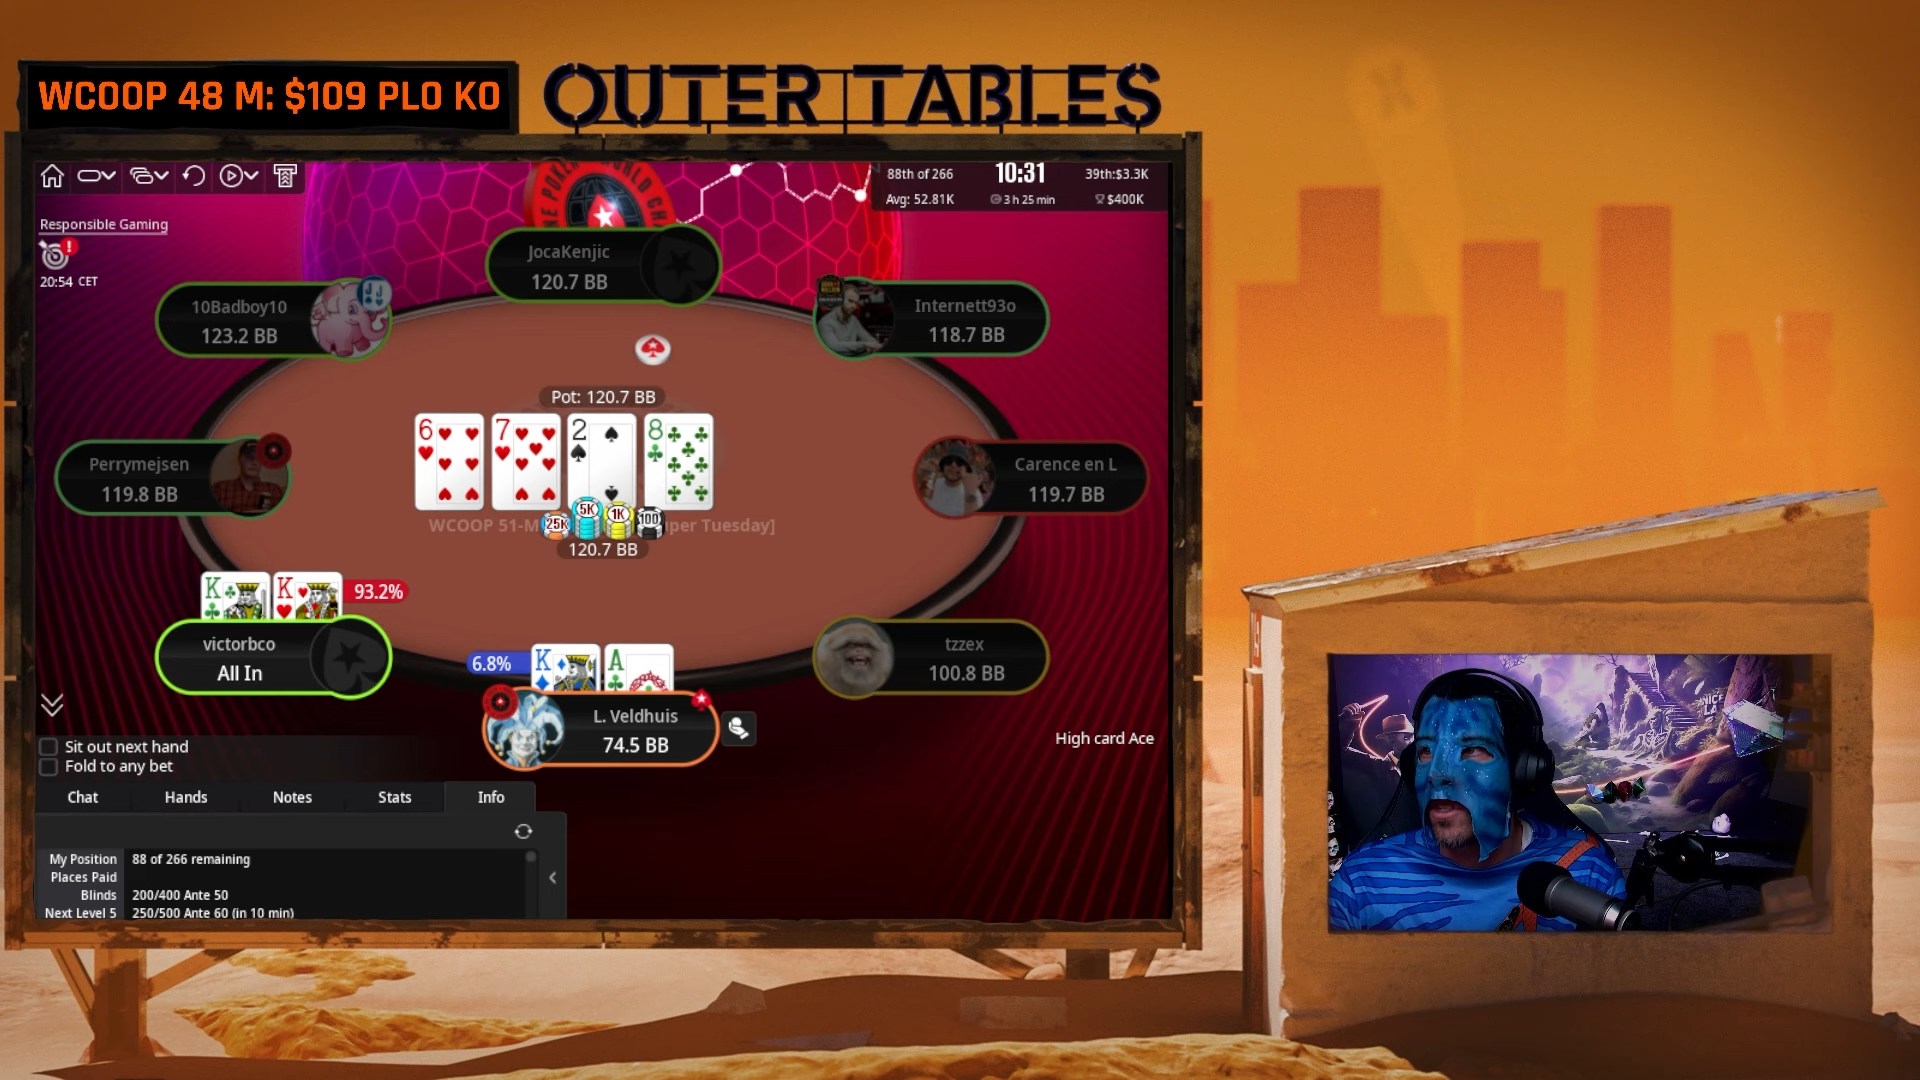 WCOOP 48 M: $109 PLO KO
OUTER TABLES
88th of 266
10:31
39th:$3.3K
Avg: 52.81K
3 h 25 min
$400K
Responsible Gaming
20:54 CET
JocaKenjic
120.7 BB
10Badboy10
123.2 BB
Internett93o
118.7 BB
Pot: 120.7 BB
6
7
2
8
Perrymejsen
119.8 BB
Carence en L
119.7 BB
25K
5K
1K
100
WCOOP 51-M
per Tuesday]
120.7 BB
K
K
93.2%
victorbco
All In
6.8%
K
A
L. Veldhuis
74.5 BB
tzzex
100.8 BB
High card Ace
Sit out next hand
Fold to any bet
Chat
Hands
Notes
Stats
Info
My Position 88 of 266 remaining
Places Paid
Blinds 200/400 Ante 50
Next Level 5 250/500 Ante 60 (in 10 min)